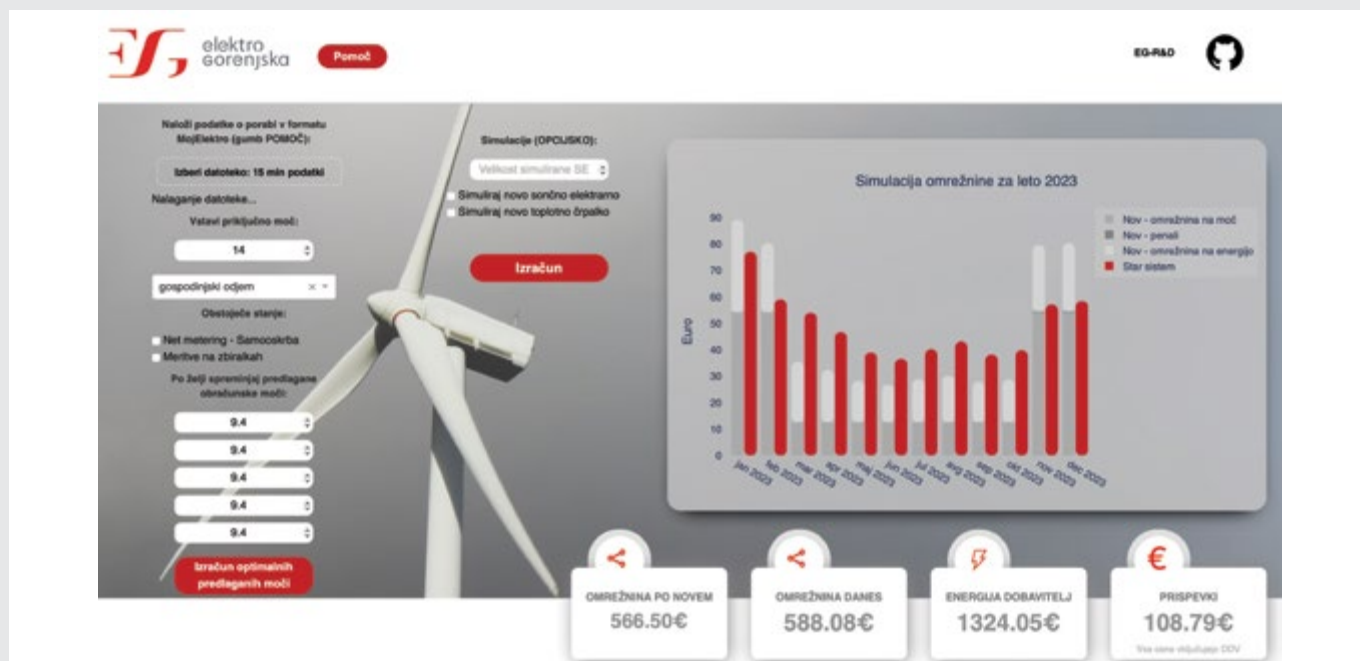 elektro
gorenjska
Pomoč
EG-R&D
Naloži podatke o porabi v formatu
MojElektro (gumb POMOČ):
Izberi datoteko: 15 min podatki
Nalaganje datoteke...
Vstavi priključno moč:
14
gospodinjski odjem
Obstoječe stanje:
Net metering - Samooskrba
Meritve na zbiralkah
Po želji spreminjaj predlagane
obračunske moči:
9.4
9.4
9.4
9.4
9.4
Izračun optimalnih
predlaganih moči
Simulacije (OPCIJSKO):
Velikost simulirane SE
Simuliraj novo sončno elektrarno
Simuliraj novo toplotno črpalko
Izračun
Simulacija omrežnine za leto 2023
Euro
90
80
70
60
50
40
30
20
10
0
jan 2023
feb 2023
mar 2023
apr 2023
maj 2023
jun 2023
jul 2023
avg 2023
sep 2023
okt 2023
nov 2023
dec 2023
Nov - omrežnina na moč
Nov - penali
Nov - omrežnina na energijo
Star sistem
OMREŽNINA PO NOVEM
566.50€
OMREŽNINA DANES
588.08€
ENERGIJA DOBAVITELJ
1324.05€
PRISPEVKI
108.79€
Vse cene vključujejo DDV